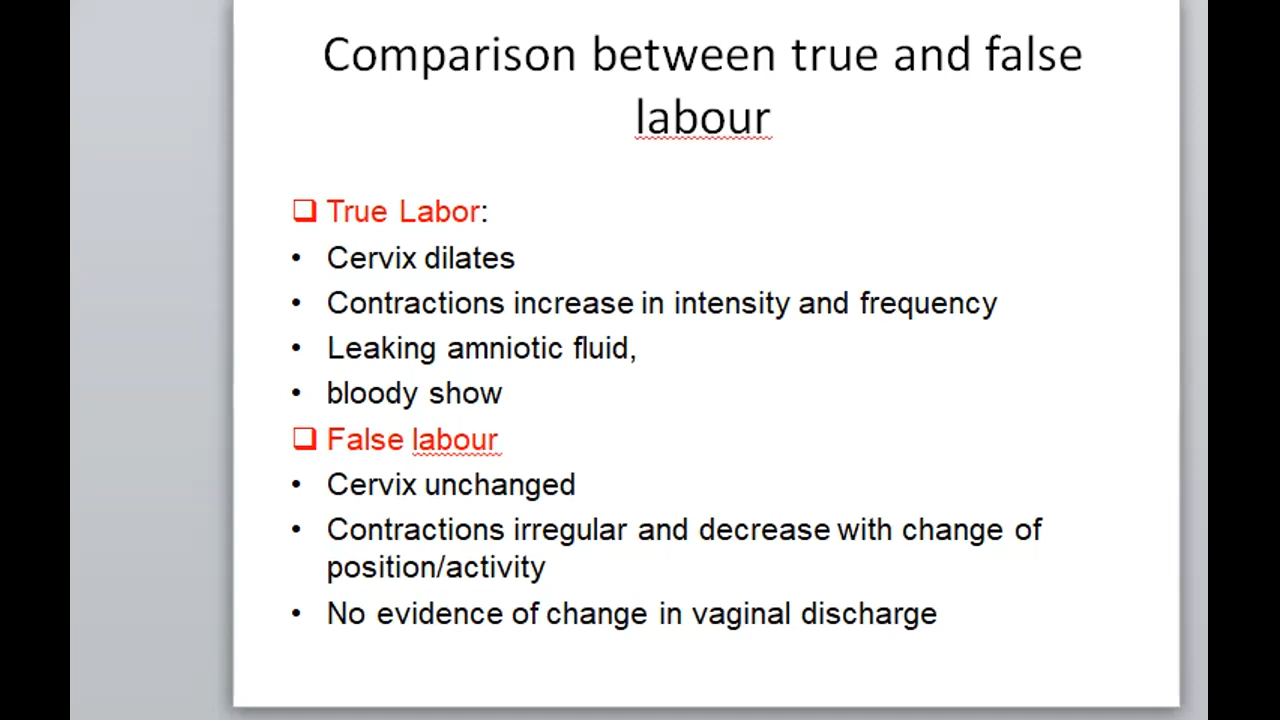 Comparison between true and false
labour
❑ True Labor:
• Cervix dilates
• Contractions increase in intensity and frequency
• Leaking amniotic fluid,
• bloody show
❑ False labour
• Cervix unchanged
• Contractions irregular and decrease with change of
position/activity
• No evidence of change in vaginal discharge